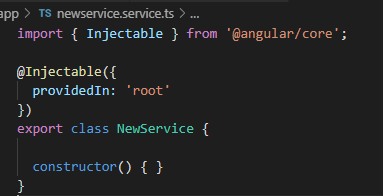 app > TS newservice.service.ts > ...
import { Injectable } from '@angular/core';
@Injectable({
  providedIn: 'root'
})
export class NewService {
  constructor() { }
}